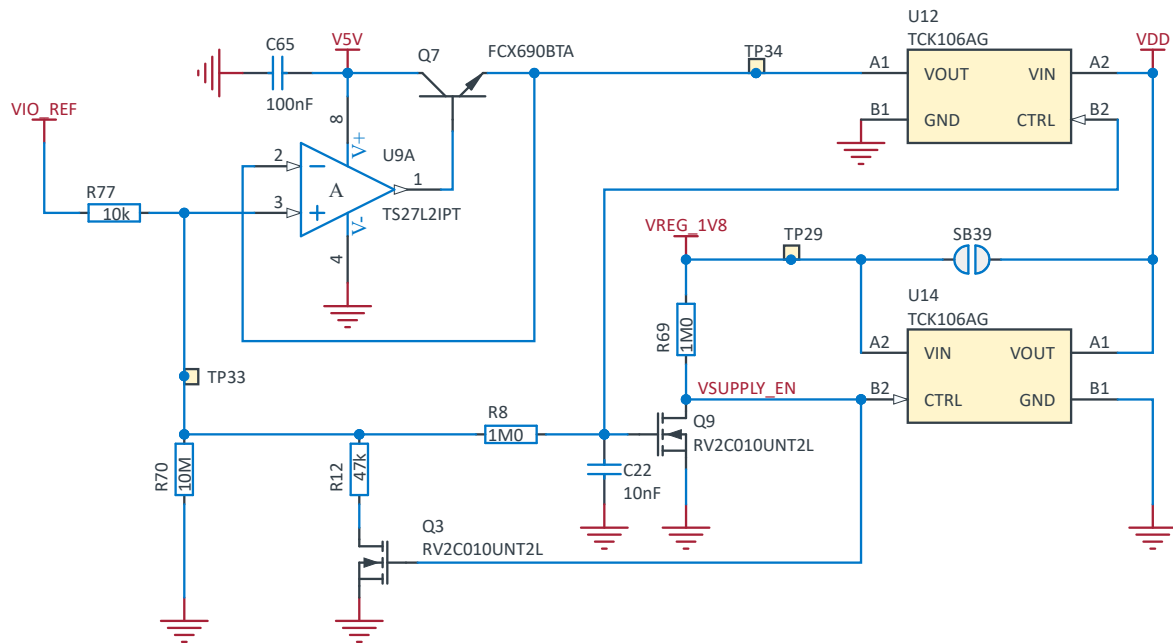 U12
TCK106AG
C65
V5V
Q7
FCX690BTA
TP34
VDD
A1
VOUT
VIN
A2
100nF
B1
GND
CTRL
B2
VIO_REF
8
V+
2
U9A
A
1
TS27L2IPT
R77
10k
3
V-
4
VREG_1V8
TP29
SB39
U14
TCK106AG
R69
1M0
A2
VIN
VOUT
A1
TP33
VSUPPLY_EN
B2
CTRL
GND
B1
R8
1M0
Q9
RV2C010UNT2L
R70
10M
R12
47k
C22
10nF
Q3
RV2C010UNT2L